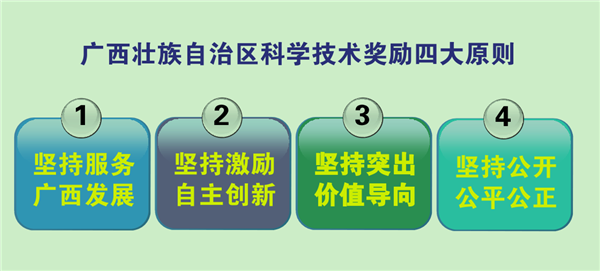 广西壮族自治区科学技术奖励四大原则
1
坚持服务
广西发展
2
坚持激励
自主创新
3
坚持突出
价值导向
4
坚持公开
公平公正